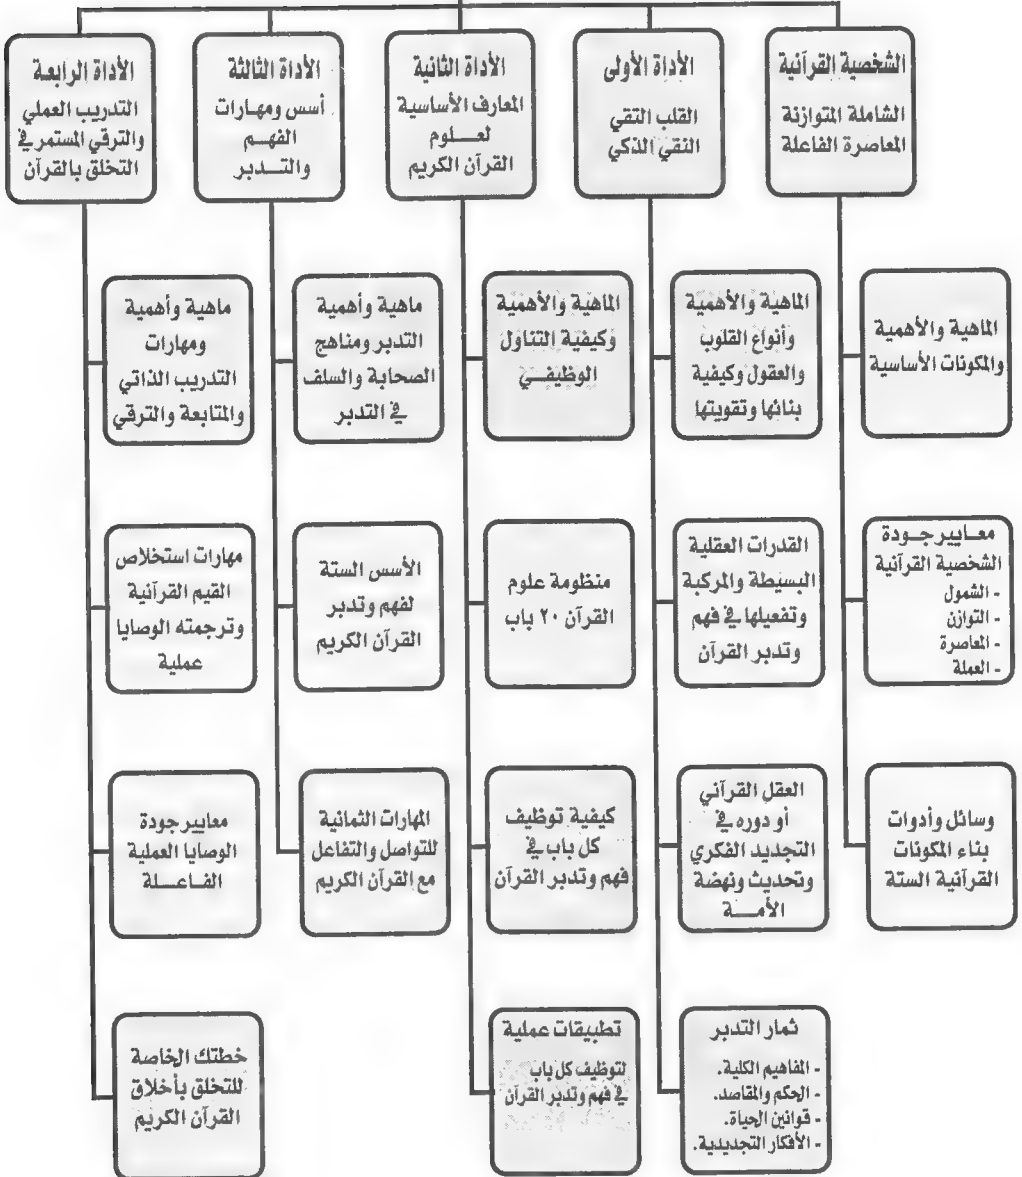 الشخصية القرآنية
الشاملة المتوازنة
المعاصرة الفاعلة
الماهية والأهمية
والمكونات الأساسية
معايير جودة
الشخصية القرآنية
- الشمول
- التوازن
- المعاصرة
- العملة
وسائل وأدوات
بناء المكونات
القرآنية الستة
الأداة الأولى
القلب التقي
النقي الذكي
الماهية والأهمية
وأنواع القلوب
والعقول وكيفية
بنائها وتقويتها
القدرات العقلية
البسيطة والمركبة
وتفعيلها في فهم
وتدبر القرآن
العقل القرآني
أو دوره في
التجديد الفكري
وتحديث ونهضة
الأمة
ثمار التدبر
- المفاهيم الكلية.
- الحكم والمقاصد.
- قوانين الحياة.
- الأفكار التجديدية.
الأداة الثانية
المعارف الأساسية
لعلوم
القرآن الكريم
الماهية والأهمية
وكيفية التناول
الوظيفي
منظومة علوم
القرآن ٢٠ باب
كيفية توظيف
كل باب في
فهم وتدبر القرآن
تطبيقات عملية
لتوظيف كل باب
في فهم وتدبر القرآن
الأداة الثالثة
أسس ومهارات
الفهم
والتدبر
ماهية وأهمية
التدبر ومناهج
الصحابة والسلف
في التدبر
الأسس الستة
لفهم وتدبر
القرآن الكريم
المهارات الثمانية
للتواصل والتفاعل
مع القرآن الكريم
الأداة الرابعة
التدريب العملي
والترقي المستمر في
التخلق بالقرآن
ماهية وأهمية
ومهارات
التدريب الذاتي
والمتابعة والترقي
مهارات استخلاص
القيم القرآنية
وترجمته الوصايا
عملية
معايير جودة
الوصايا العملية
الفاعلة
خطتك الخاصة
للتخلق بأخلاق
القرآن الكريم